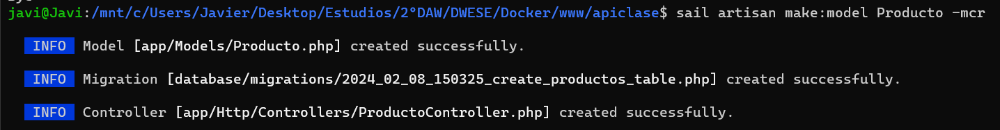 javi@Javi:/mnt/c/Users/Javier/Desktop/Estudios/2°DAW/DWESE/Docker/www/apiclase$ sail artisan make:model Producto -mcr
INFO Model [app/Models/Producto.php] created successfully.
INFO Migration [database/migrations/2024_02_08_150325_create_productos_table.php] created successfully.
INFO Controller [app/Http/Controllers/ProductoController.php] created successfully.